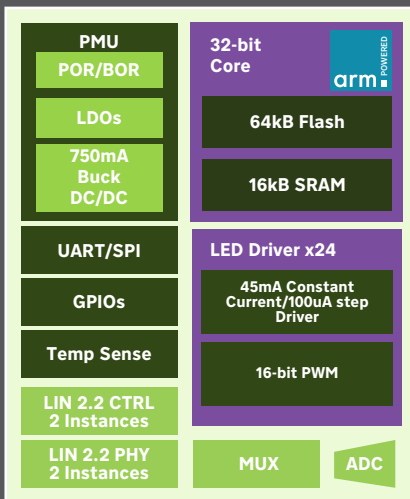 PMU
POR/BOR
LDOs
750mA
Buck
DC/DC
UART/SPI
GPIOs
Temp Sense
LIN 2.2 CTRL
2 Instances
LIN 2.2 PHY
2 Instances
32-bit
Core
arm
POWERED
64kB Flash
16kB SRAM
LED Driver x24
45mA Constant
Current/100uA step
Driver
16-bit PWM
MUX
ADC